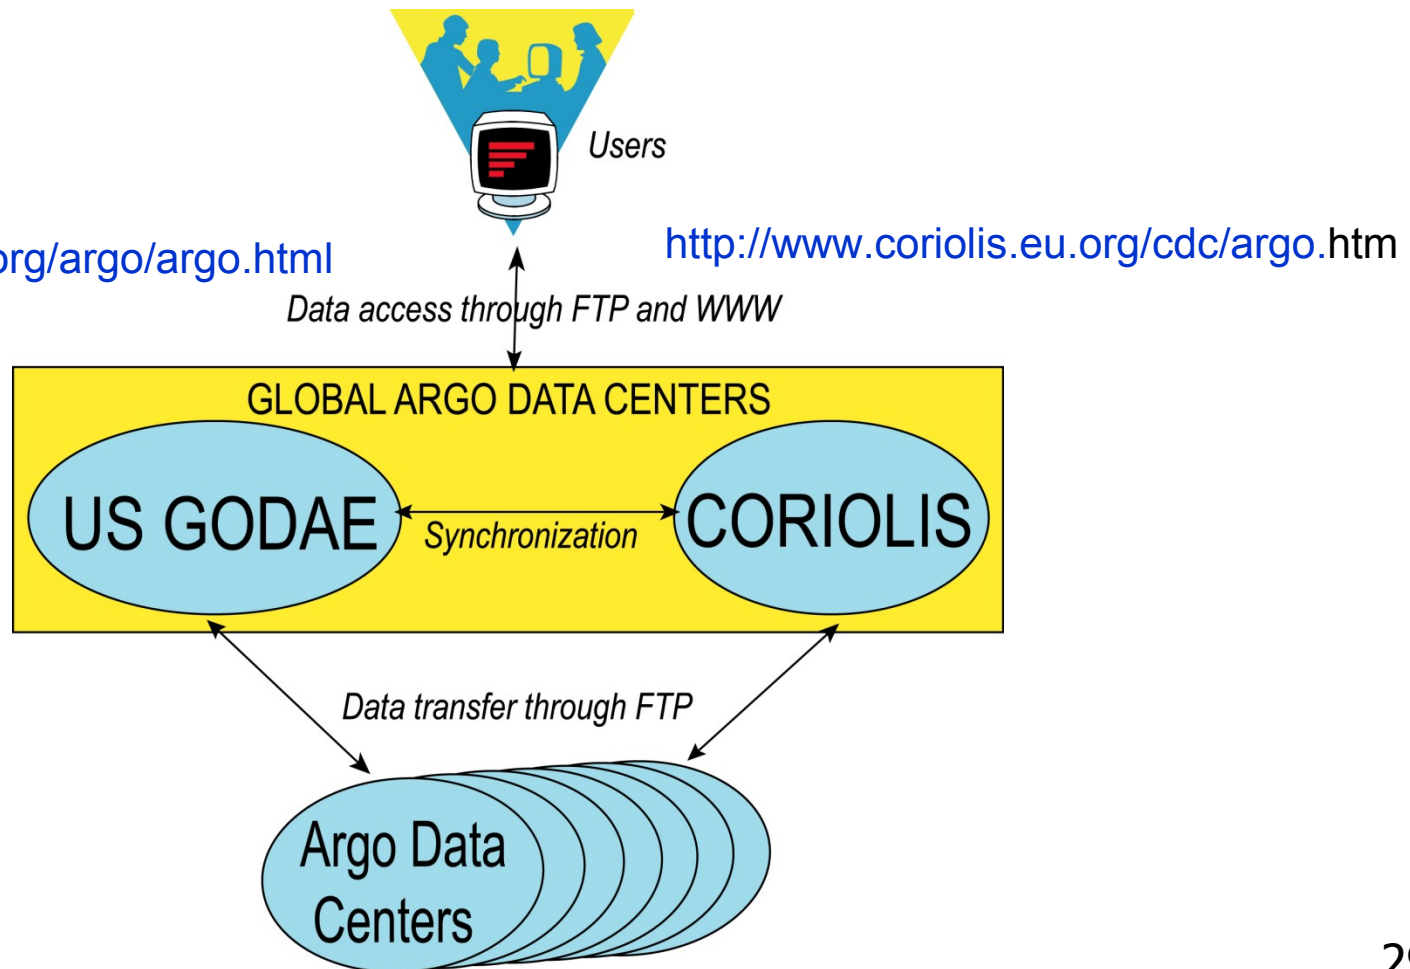 Users
org/argo/argo.html
http://www.coriolis.eu.org/cdc/argo.htm
Data access through FTP and WWW
GLOBAL ARGO DATA CENTERS
US GODAE
Synchronization
CORIOLIS
Data transfer through FTP
Argo Data
Centers